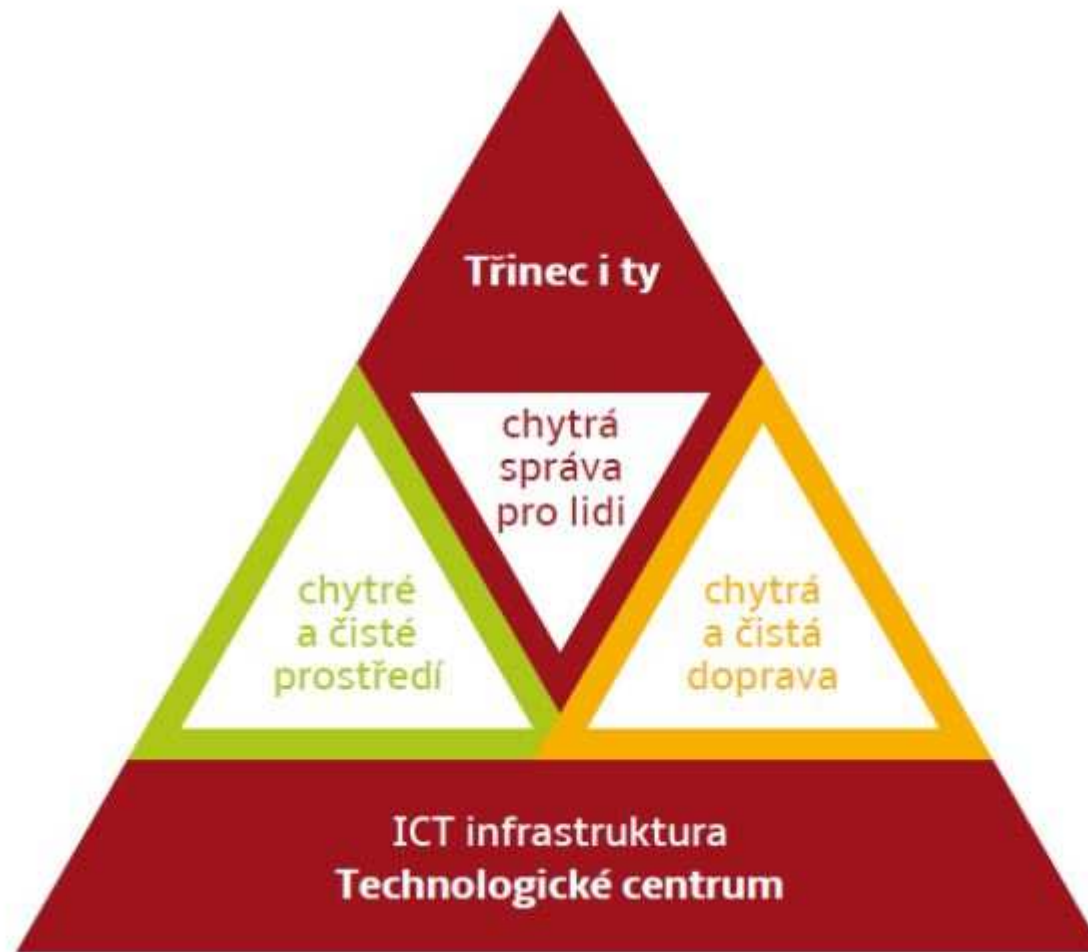 Třinec i ty
chytrá
správa
pro lidi
chytré
a čisté
prostředí
chytrá
a čistá
doprava
ICT infrastruktura
Technologické centrum